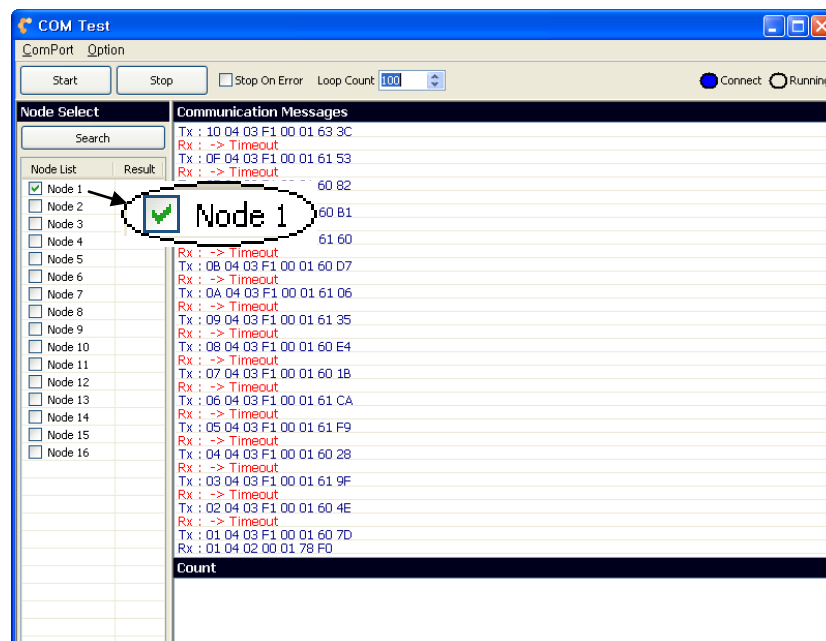 COM Test
ComPort Option
Start Stop Stop On Error Loop Count 100 Connect Running
Node Select
Search
Node List Result
Node 1
Node 2
Node 3
Node 4
Node 5
Node 6
Node 7
Node 8
Node 9
Node 10
Node 11
Node 12
Node 13
Node 14
Node 15
Node 16
Node 1
Communication Messages
Tx : 10 04 03 F1 00 01 63 3C
Rx : -> Timeout
Tx : 0F 04 03 F1 00 01 61 53
Rx : -> Timeout
60 82
60 B1
61 60
Rx : -> Timeout
Tx : 0B 04 03 F1 00 01 60 D7
Rx : -> Timeout
Tx : 0A 04 03 F1 00 01 61 06
Rx : -> Timeout
Tx : 09 04 03 F1 00 01 61 35
Rx : -> Timeout
Tx : 08 04 03 F1 00 01 60 E4
Rx : -> Timeout
Tx : 07 04 03 F1 00 01 60 1B
Rx : -> Timeout
Tx : 06 04 03 F1 00 01 61 CA
Rx : -> Timeout
Tx : 05 04 03 F1 00 01 61 F9
Rx : -> Timeout
Tx : 04 04 03 F1 00 01 60 28
Rx : -> Timeout
Tx : 03 04 03 F1 00 01 61 9F
Rx : -> Timeout
Tx : 02 04 03 F1 00 01 60 4E
Rx : -> Timeout
Tx : 01 04 03 F1 00 01 60 7D
Rx : 01 04 02 00 01 78 F0
Count